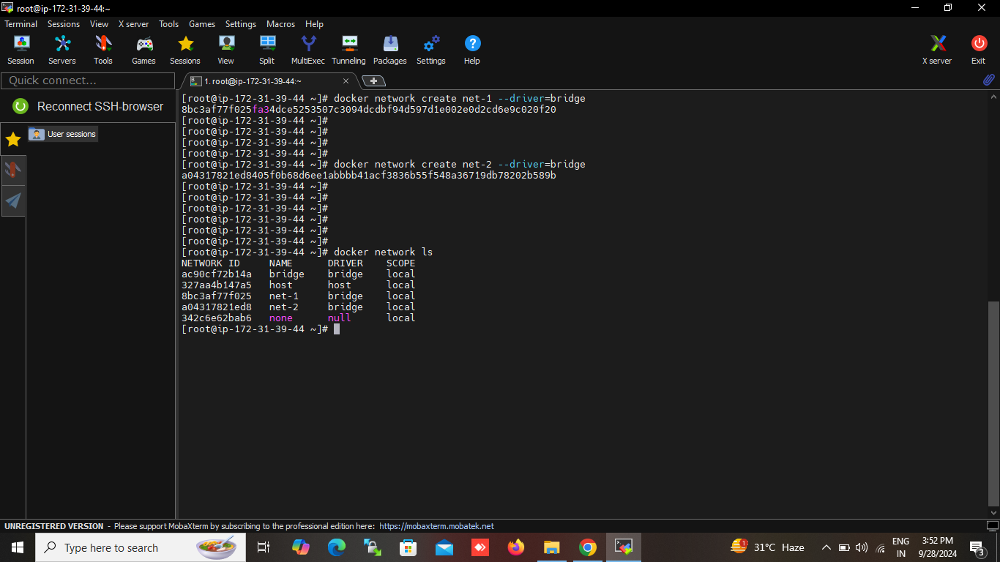 root@ip-172-31-39-44:~
Terminal Sessions View X server Tools Games Settings Macros Help
Session Servers Tools Games Sessions View Split MultiExec Tunneling Packages Settings Help X server Exit
Quick connect...
1. root@ip-172-31-39-44:~
Reconnect SSH-browser
User sessions
[root@ip-172-31-39-44 ~]# docker network create net-1 --driver=bridge
8bc3af77f025fa34dce5253507c3094dcdbf94d597d1e002e0d2cd6e9c020f20
[root@ip-172-31-39-44 ~]#
[root@ip-172-31-39-44 ~]#
[root@ip-172-31-39-44 ~]#
[root@ip-172-31-39-44 ~]#
[root@ip-172-31-39-44 ~]# docker network create net-2 --driver=bridge
a04317821ed8405f0b68d6ee1abbbb41acf3836b55f548a36719db78202b589b
[root@ip-172-31-39-44 ~]#
[root@ip-172-31-39-44 ~]#
[root@ip-172-31-39-44 ~]#
[root@ip-172-31-39-44 ~]#
[root@ip-172-31-39-44 ~]#
[root@ip-172-31-39-44 ~]#
[root@ip-172-31-39-44 ~]# docker network ls
NETWORK ID NAME DRIVER SCOPE
ac90cf72b14a bridge bridge local
327aa4b147a5 host host local
8bc3af77f025 net-1 bridge local
a04317821ed8 net-2 bridge local
342c6e62bab6 none null local
[root@ip-172-31-39-44 ~]#
UNREGISTERED VERSION - Please support MobaXterm by subscribing to the professional edition here: https://mobaxterm.mobatek.net
Type here to search
1
31°C Haze
ENG
IN
3:52 PM
9/28/2024
3